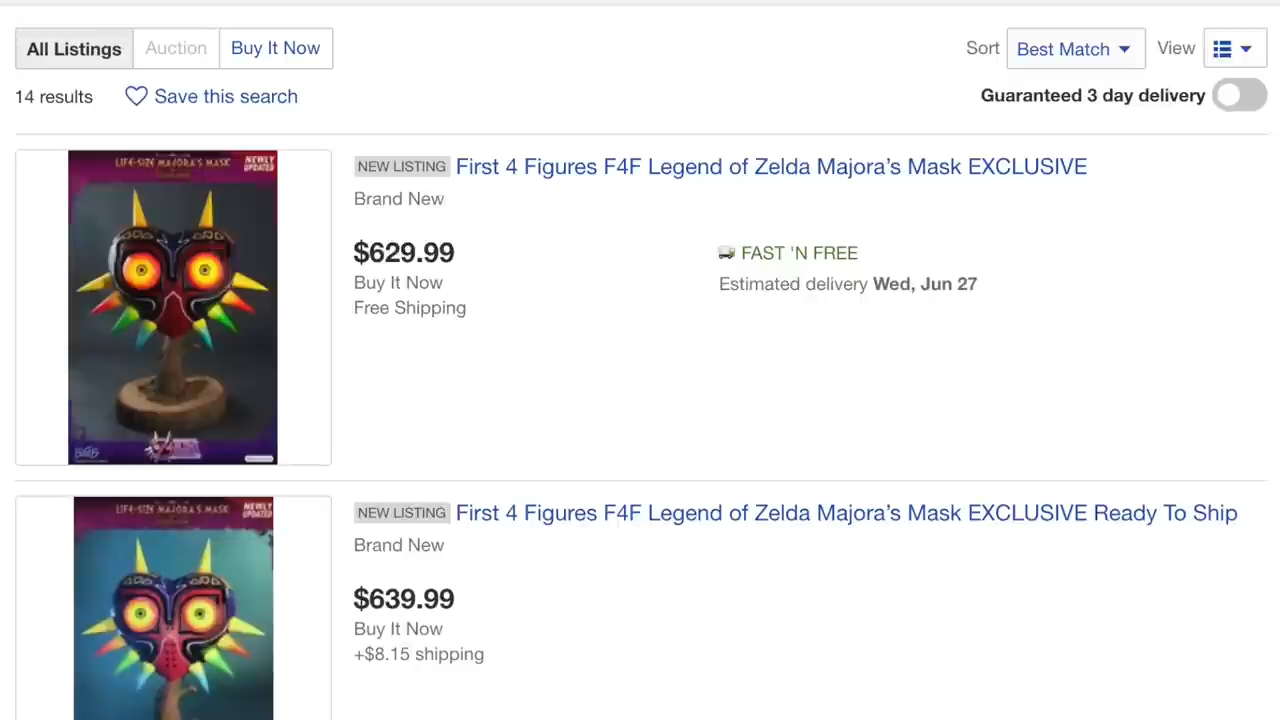 All Listings Auction Buy It Now Sort Best Match View
14 results Save this search Guaranteed 3 day delivery
LIFE-SIZE MAJORA'S MASK NEWLY UPDATED
NEW LISTING First 4 Figures F4F Legend of Zelda Majora’s Mask EXCLUSIVE
Brand New
$629.99 FAST 'N FREE
Buy It Now Estimated delivery Wed, Jun 27
Free Shipping
LIFE-SIZE MAJORA'S MASK NEWLY UPDATED
NEW LISTING First 4 Figures F4F Legend of Zelda Majora’s Mask EXCLUSIVE Ready To Ship
Brand New
$639.99
Buy It Now
+$8.15 shipping